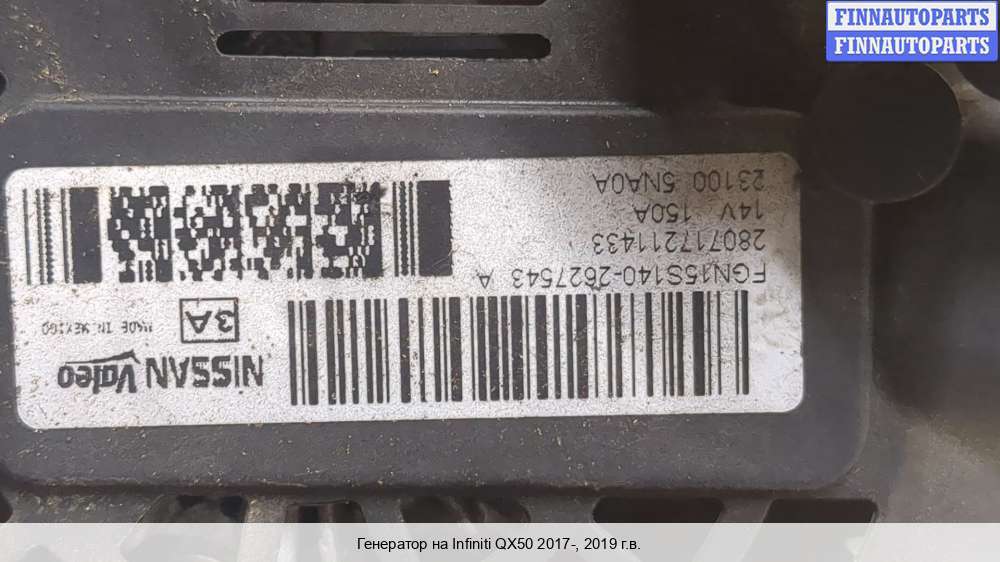 FINNAUTOPARTS
FINNAUTOPARTS
NISSAN Valeo
3A
MADE IN MEXICO
FGN15S140-2627543 A
280717211433
14V 150A
23100 5NA0A
Генератор на Infiniti QX50 2017-, 2019 г.в.